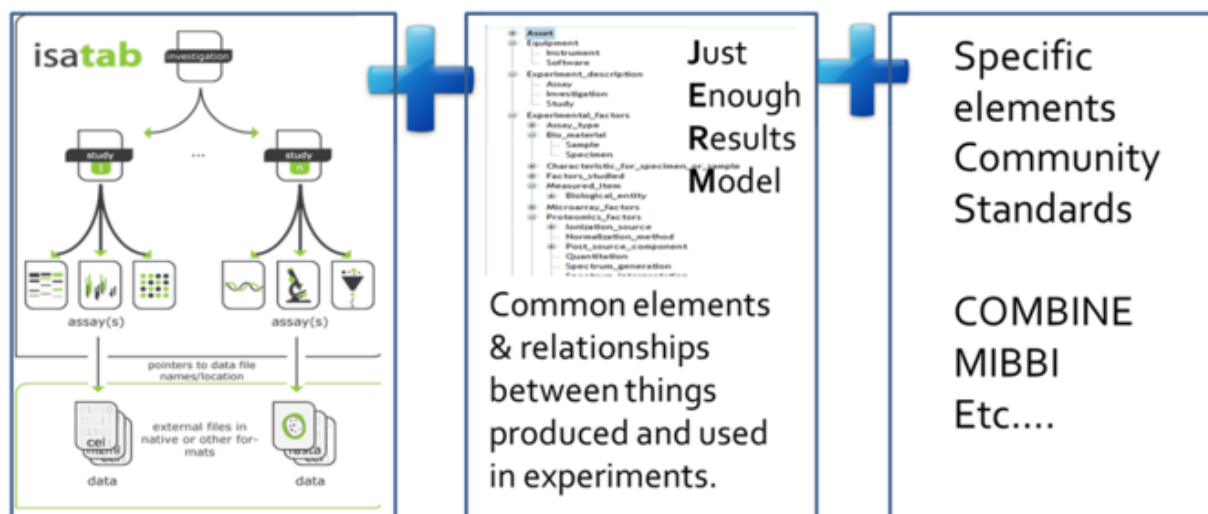 isatab
investigation
study
1
...
study
n
assay(s)
assay(s)
pointers to data file
names/location
external files in
native or other for-
mats
cel
data
data
Asset
Equipment
Instrument
Software
Experiment_description
Assay
Investigation
Study
Experimental_factors
Assay_type
Bio_material
Sample
Specimen
Characteristic_for_specimen_or_sample
Factors_studied
Measured_item
Biological_entity
Microarray_factors
Proteomics_factors
Ionization_source
Normalization_method
Post_source_component
Quantitation
Spectrum_generation
Just
Enough
Results
Model
Common elements
& relationships
between things
produced and used
in experiments.
Specific
elements
Community
Standards
COMBINE
MIBBI
Etc....